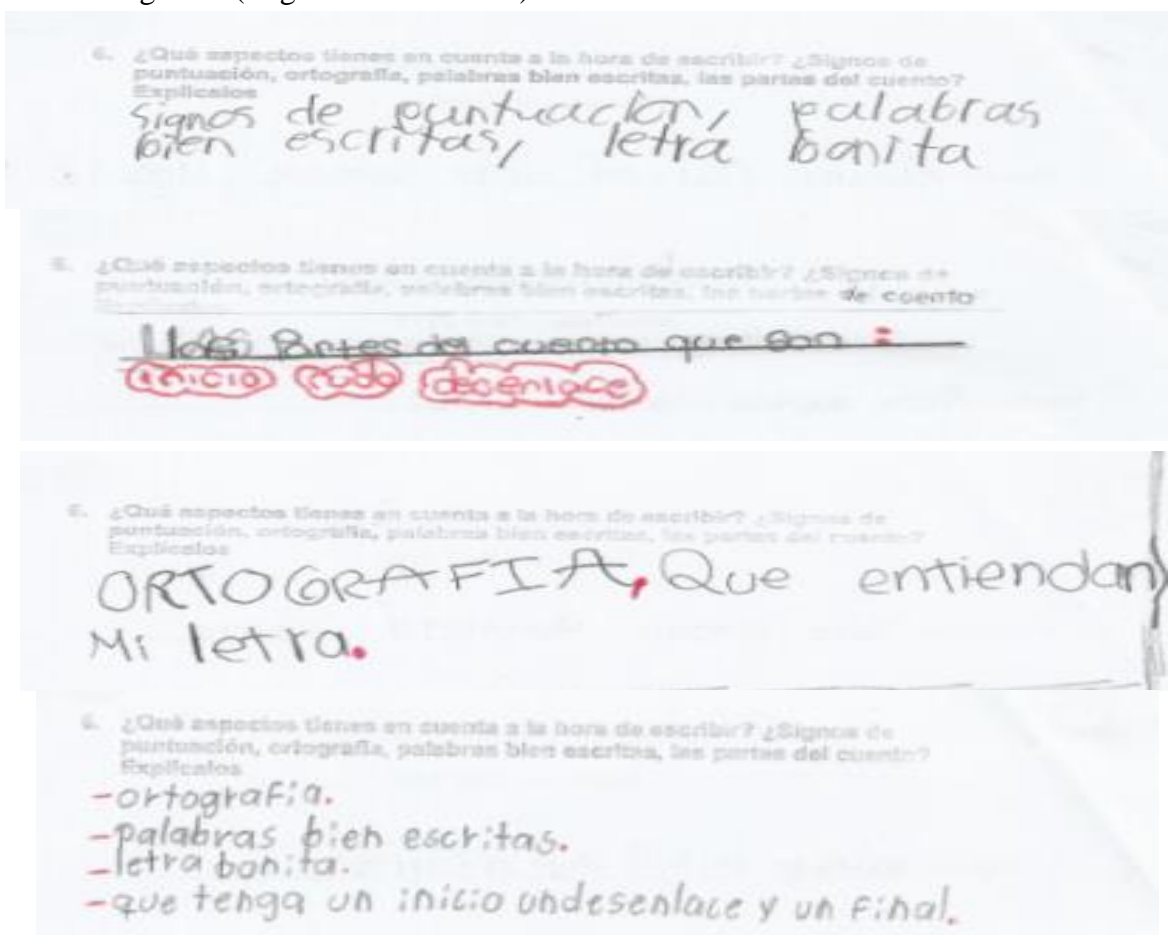 6. ¿Qué aspectos tienes en cuenta a la hora de escribir? ¿Signos de
puntuación, ortografía, palabras bien escritas, las partes del cuento?
Explícalos
signos de puntuación, palabras
bien escritas, letra bonita
6. ¿Qué aspectos tienes en cuenta a la hora de escribir? ¿Signos de
puntuación, ortografía, palabras bien escritas, las partes de cuento
las Partes del cuento que son :
inicio nudo decenlace
6. ¿Qué aspectos tienes en cuenta a la hora de escribir? ¿Signos de
puntuación, ortografía, palabras bien escritas, las partes del cuento?
Explícalos
ORTOGRAFIA, Que entiendan
Mi letra.
6. ¿Qué aspectos tienes en cuenta a la hora de escribir? ¿Signos de
puntuación, ortografía, palabras bien escritas, las partes del cuento?
Explícalos
-ortografía.
-palabras bien escritas.
-letra bonita.
-que tenga un inicio undesenlace y un final.